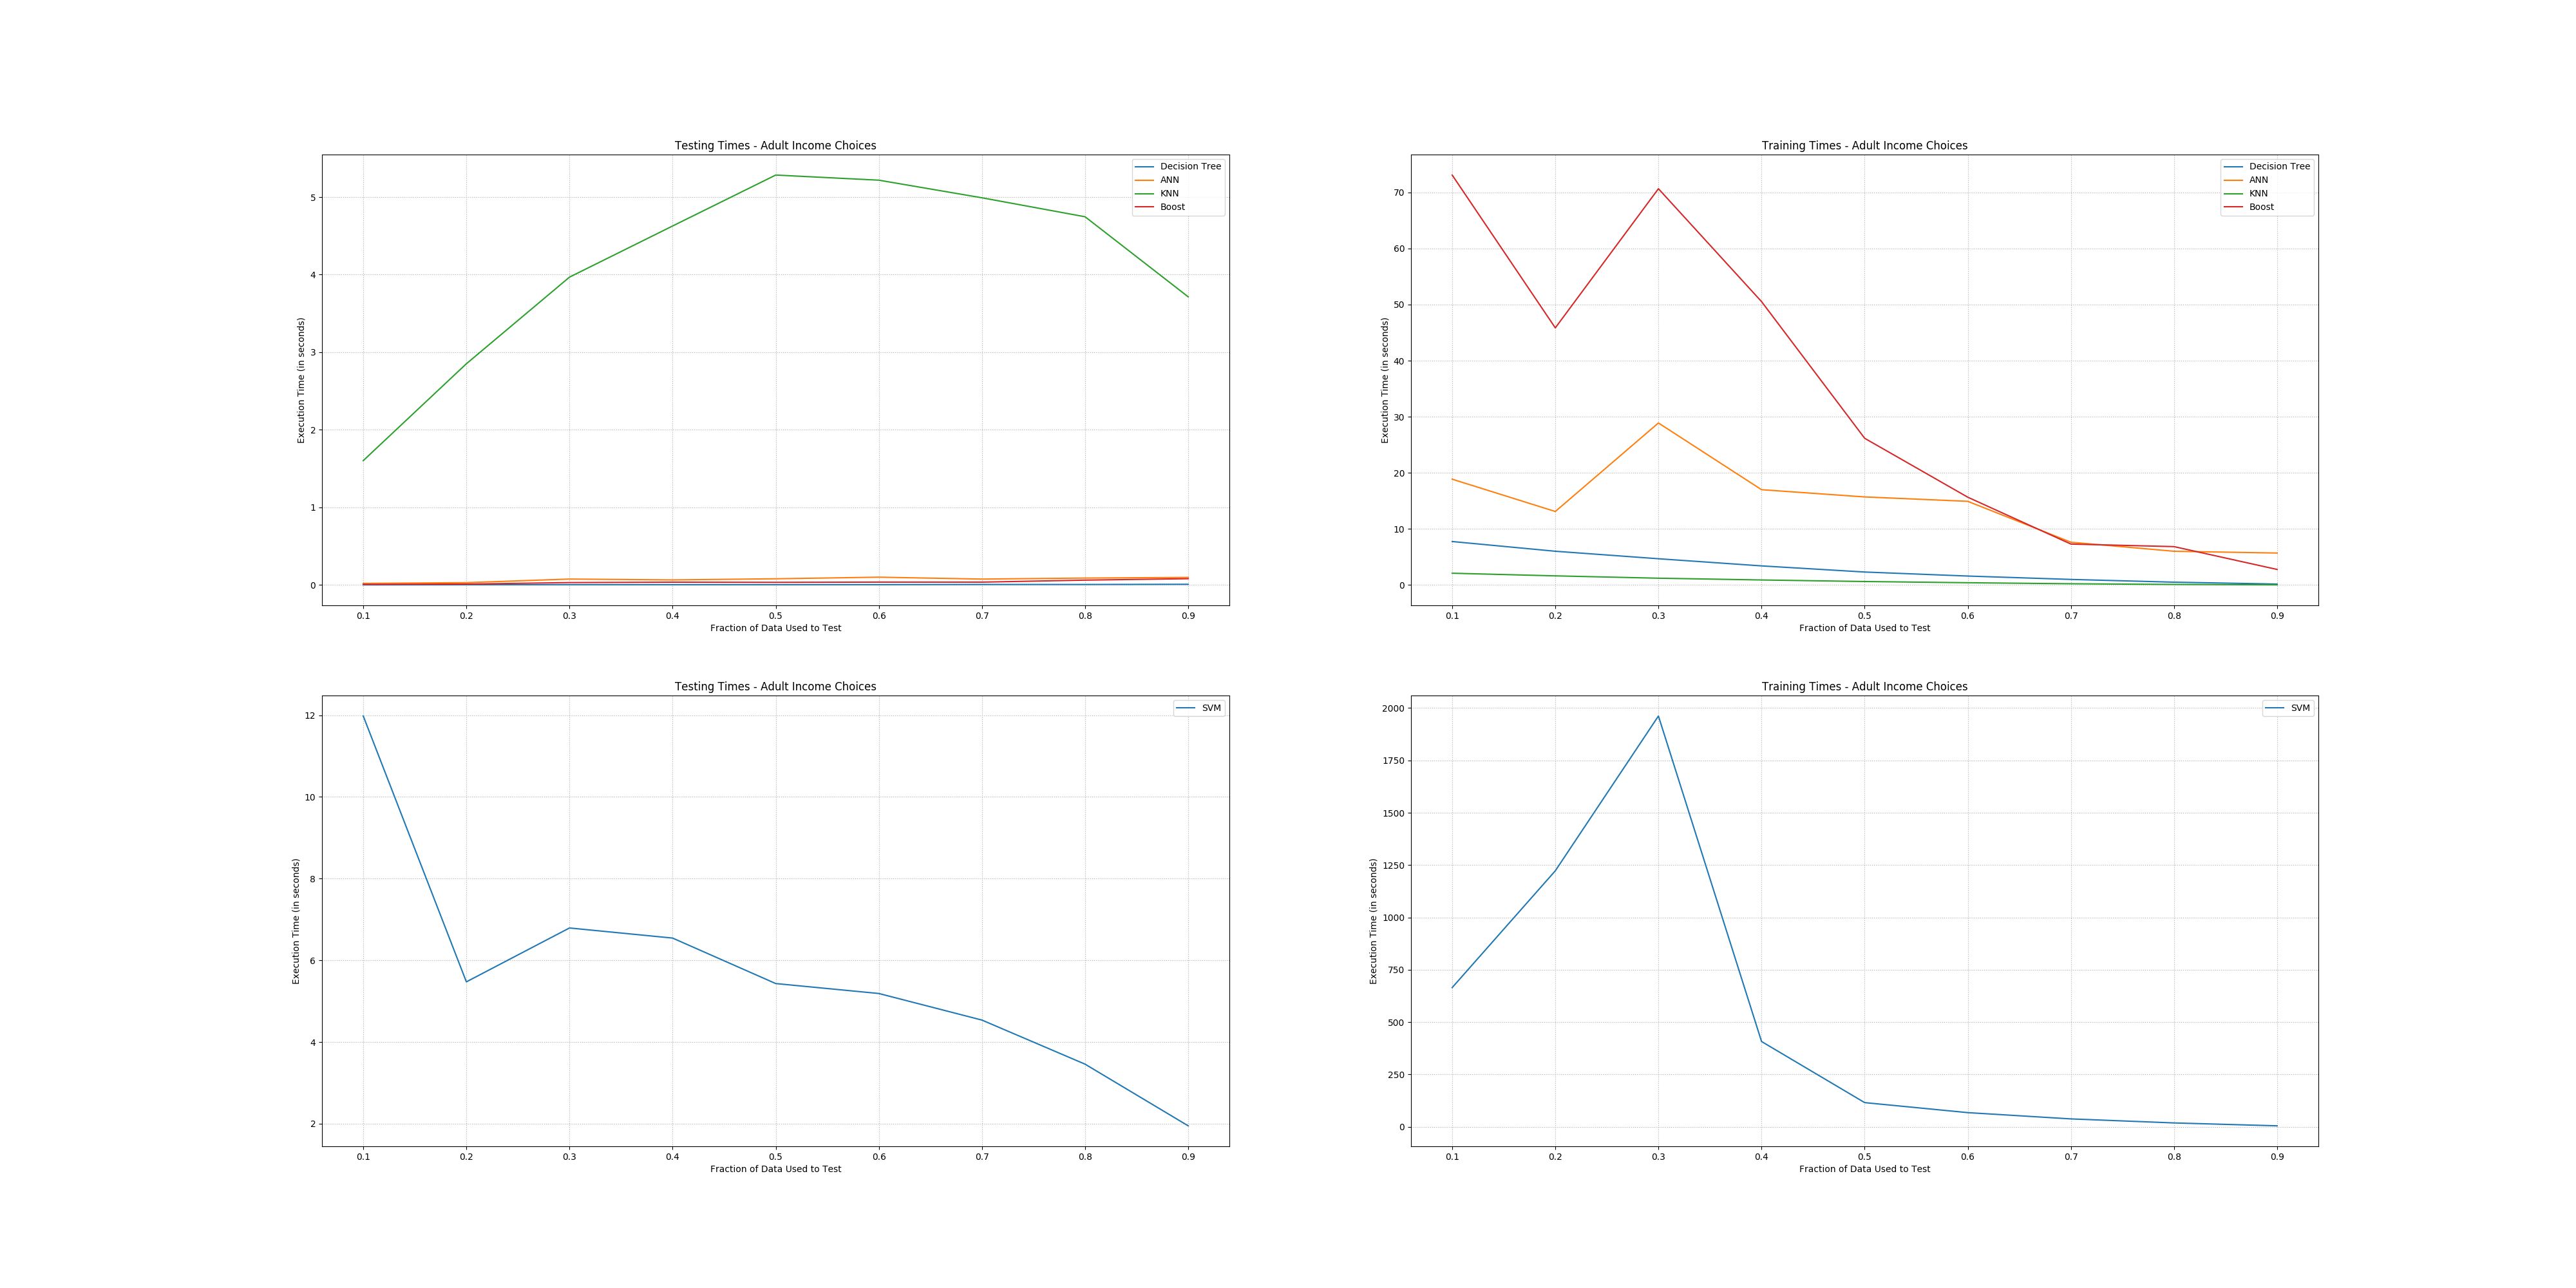 Testing Times - Adult Income Choices
Decision Tree
ANN
KNN
Boost
Execution Time (in seconds)
5
4
3
2
1
0
0.1 0.2 0.3 0.4 0.5 0.6 0.7 0.8 0.9
Fraction of Data Used to Test
Training Times - Adult Income Choices
Decision Tree
ANN
KNN
Boost
Execution Time (in seconds)
70
60
50
40
30
20
10
0
0.1 0.2 0.3 0.4 0.5 0.6 0.7 0.8 0.9
Fraction of Data Used to Test
Testing Times - Adult Income Choices
SVM
Execution Time (in seconds)
12
10
8
6
4
2
0.1 0.2 0.3 0.4 0.5 0.6 0.7 0.8 0.9
Fraction of Data Used to Test
Training Times - Adult Income Choices
SVM
Execution Time (in seconds)
2000
1750
1500
1250
1000
750
500
250
0
0.1 0.2 0.3 0.4 0.5 0.6 0.7 0.8 0.9
Fraction of Data Used to Test